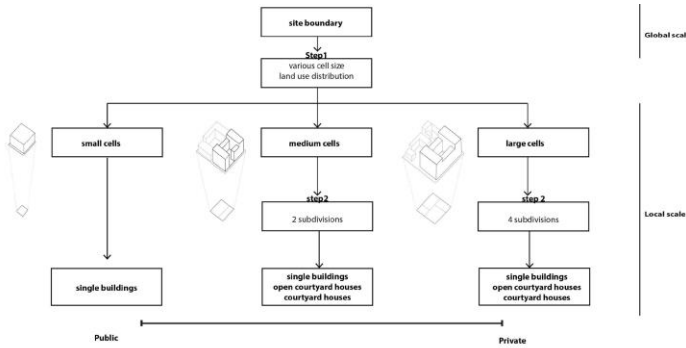 site boundary
Global scal
Step1
various cell size
land use distribution
small cells
medium cells
large cells
step2
step 2
2 subdivisions
4 subdivisions
Local scale
single buildings
single buildings
open courtyard houses
courtyard houses
single buildings
open courtyard houses
courtyard houses
Public
Private